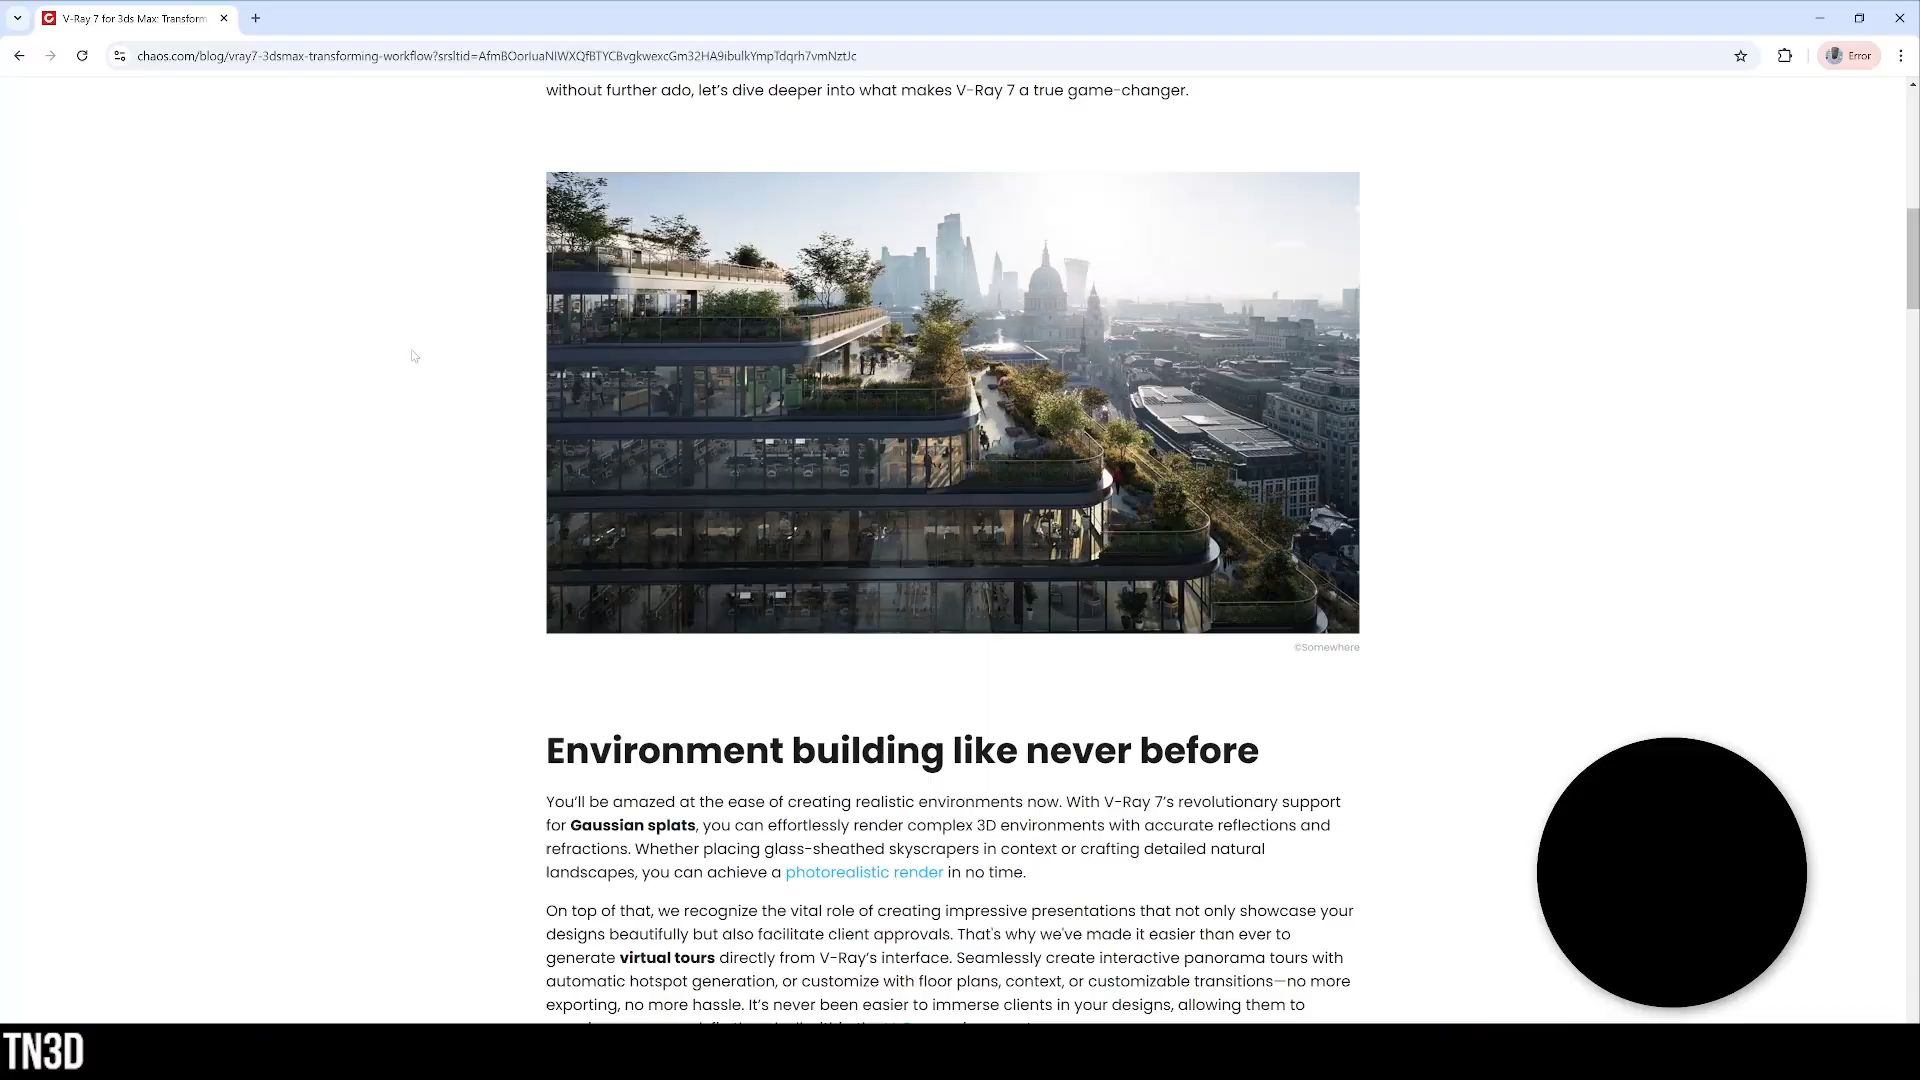 V-Ray 7 for 3ds Max: Transform
chaos.com/blog/vray7-3dsmax-transforming-workflow?srsltid=AfmBOorIuaNIWXQfBTYCBvgkwexcGm32HA9ibulkYmpTdqrh7vmNztJc
Error
without further ado, let’s dive deeper into what makes V-Ray 7 a true game-changer.
©Somewhere
Environment building like never before
You’ll be amazed at the ease of creating realistic environments now. With V-Ray 7’s revolutionary support
for Gaussian splats, you can effortlessly render complex 3D environments with accurate reflections and
refractions. Whether placing glass-sheathed skyscrapers in context or crafting detailed natural
landscapes, you can achieve a photorealistic render in no time.
On top of that, we recognize the vital role of creating impressive presentations that not only showcase your
designs beautifully but also facilitate client approvals. That's why we've made it easier than ever to
generate virtual tours directly from V-Ray’s interface. Seamlessly create interactive panorama tours with
automatic hotspot generation, or customize with floor plans, context, or customizable transitions—no more
exporting, no more hassle. It’s never been easier to immerse clients in your designs, allowing them to
TN3D